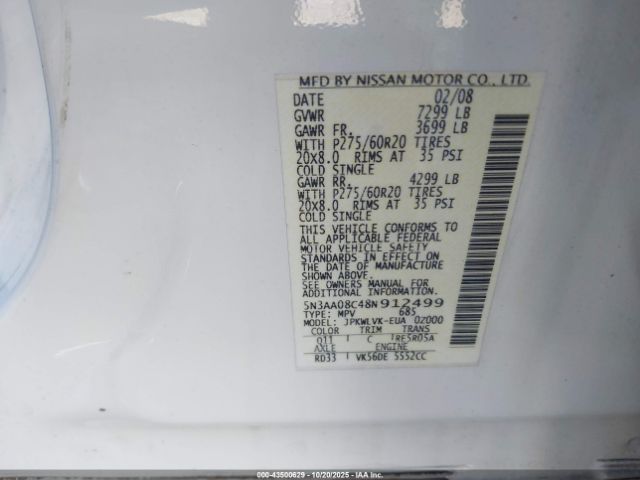 MFD BY NISSAN MOTOR CO., LTD.
DATE 02/08
GVWR 7299 LB
GAWR FR. 3699 LB
WITH P275/60R20 TIRES
20X8.0 RIMS AT 35 PSI
COLD SINGLE
GAWR RR. 4299 LB
WITH P275/60R20 TIRES
20X8.0 RIMS AT 35 PSI
COLD SINGLE
THIS VEHICLE CONFORMS TO
ALL APPLICABLE FEDERAL
MOTOR VEHICLE SAFETY
STANDARDS IN EFFECT ON
THE DATE OF MANUFACTURE
SHOWN ABOVE.
SEE OWNERS MANUAL FOR
ADDITIONAL INFORMATION
5N3AA08C48N912499
TYPE: MPV 685
MODEL: JPKWLVK-EUA 0Z000
COLOR TRIM TRANS
Q11 C RE5R05A
AXLE ENGINE
RD33 VK56DE 5552CC
000-43500629 - 10/20/2025 - IAAI, Inc.